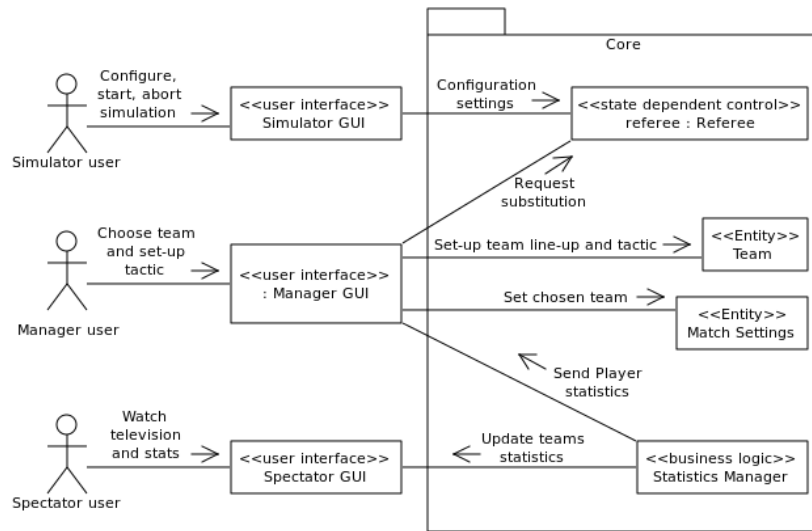 Core
Configure,
start, abort
simulation
Simulator user
<<user interface>>
Simulator GUI
Configuration
settings
<<state dependent control>>
referee : Referee
Request
substitution
Choose team
and set-up
tactic
Manager user
<<user interface>>
: Manager GUI
Set-up team line-up and tactic
<<Entity>>
Team
Set chosen team
<<Entity>>
Match Settings
Send Player
statistics
Watch
television
and stats
Spectator user
<<user interface>>
Spectator GUI
Update teams
statistics
<<business logic>>
Statistics Manager